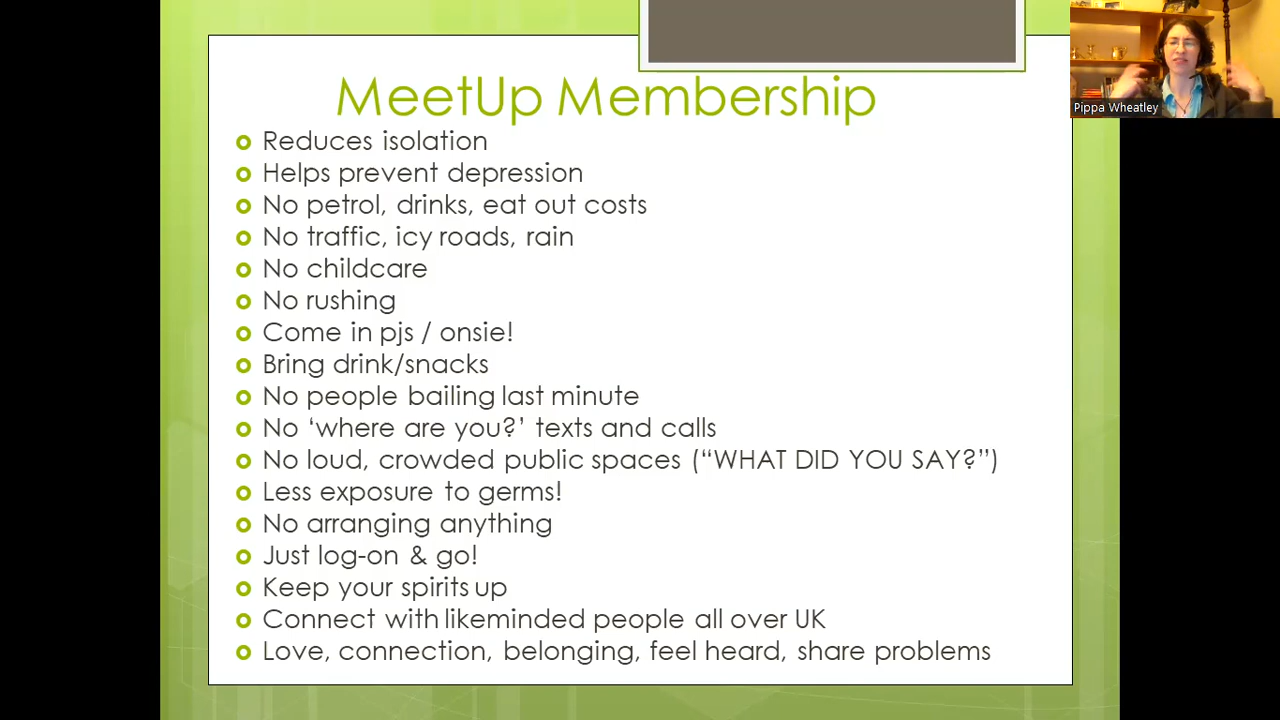 MeetUp Membership
Reduces isolation
Helps prevent depression
No petrol, drinks, eat out costs
No traffic, icy roads, rain
No childcare
No rushing
Come in pjs / onsie!
Bring drink/snacks
No people bailing last minute
No ‘where are you?’ texts and calls
No loud, crowded public spaces (“WHAT DID YOU SAY?”)
Less exposure to germs!
No arranging anything
Just log-on & go!
Keep your spirits up
Connect with likeminded people all over UK
Love, connection, belonging, feel heard, share problems
Pippa Wheatley